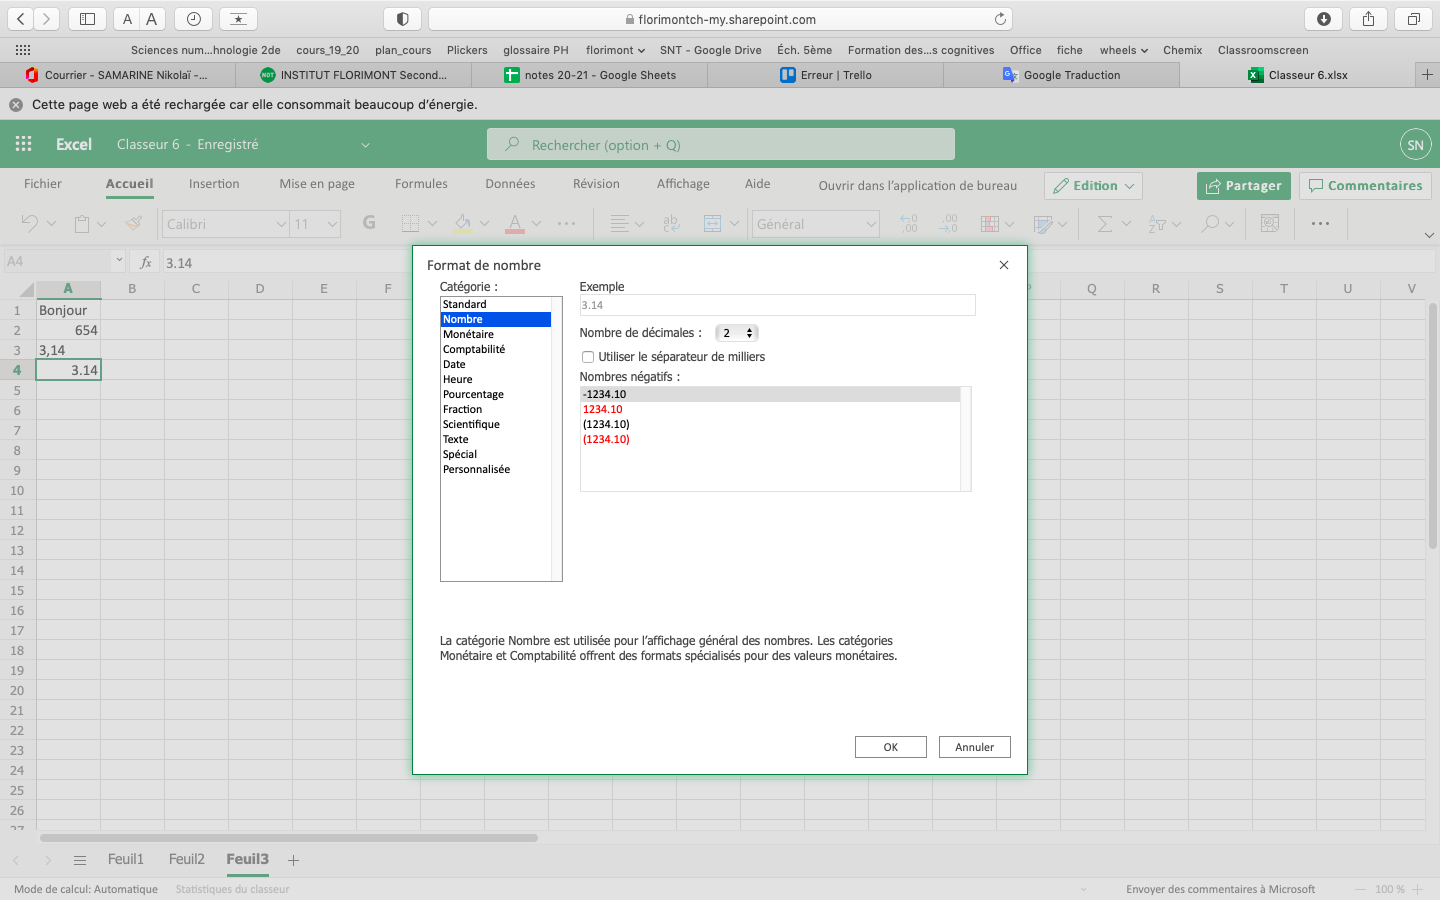 A A
florimontch-my.sharepoint.com
Sciences num...hnologie 2de cours_19_20 plan_cours Plickers glossaire PH florimont SNT - Google Drive Éch. 5ème Formation des...s cognitives Office fiche wheels Chemix Classroomscreen
Courrier - SAMARINE Nikolaï -... NOT INSTITUT FLORIMONT Second... notes 20-21 - Google Sheets Erreur | Trello Google Traduction Classeur 6.xlsx
Cette page web a été rechargée car elle consommait beaucoup d'énergie.
Excel Classeur 6 - Enregistré Rechercher (option + Q) SN
Fichier Accueil Insertion Mise en page Formules Données Révision Affichage Aide Ouvrir dans l'application de bureau Edition Partager Commentaires
Calibri 11 G A ab Général
A4 fx 3.14
A B C D E F Q R S T U V
1 Bonjour
2 654
3 3,14
4 3.14
5
6
7
8
9
10
11
12
13
14
15
16
17
18
19
20
21
22
23
24
25
26
27
Format de nombre
Catégorie :
Standard
Nombre
Monétaire
Comptabilité
Date
Heure
Pourcentage
Fraction
Scientifique
Texte
Spécial
Personnalisée
Exemple
3.14
Nombre de décimales : 2
Utiliser le séparateur de milliers
Nombres négatifs :
-1234.10
1234.10
(1234.10)
(1234.10)
La catégorie Nombre est utilisée pour l'affichage général des nombres. Les catégories
Monétaire et Comptabilité offrent des formats spécialisés pour des valeurs monétaires.
OK Annuler
Feuil1 Feuil2 Feuil3
Mode de calcul: Automatique Statistiques du classeur Envoyer des commentaires à Microsoft 100 %